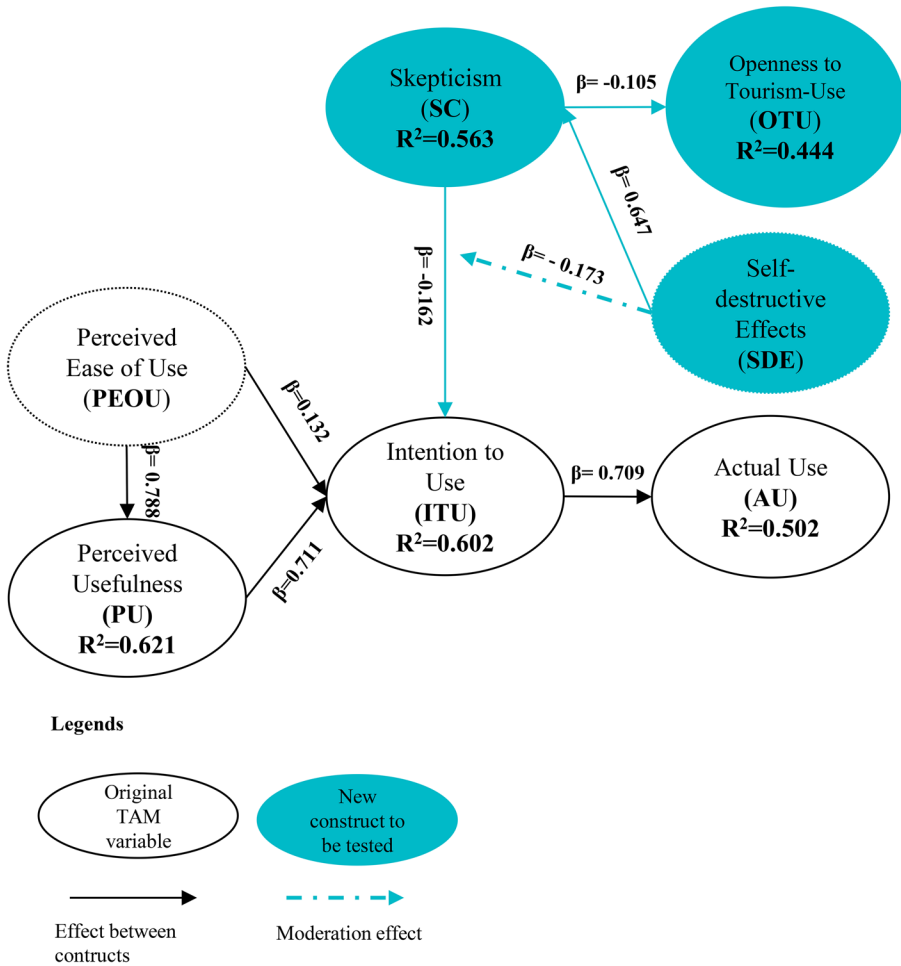 Skepticism
(SC)
R²=0.563
β= -0.105
Openness to
Tourism-Use
(OTU)
R²=0.444
β= 0.647
β= - 0.173
β= -0.162
Self-
destructive
Effects
(SDE)
Perceived
Ease of Use
(PEOU)
β=0.132
β= 0.788
Intention to
Use
(ITU)
R²=0.602
β= 0.709
Actual Use
(AU)
R²=0.502
Perceived
Usefulness
(PU)
R²=0.621
β=0.711
Legends
Original
TAM
variable
New
construct to
be tested
Effect between
contructs
Moderation effect